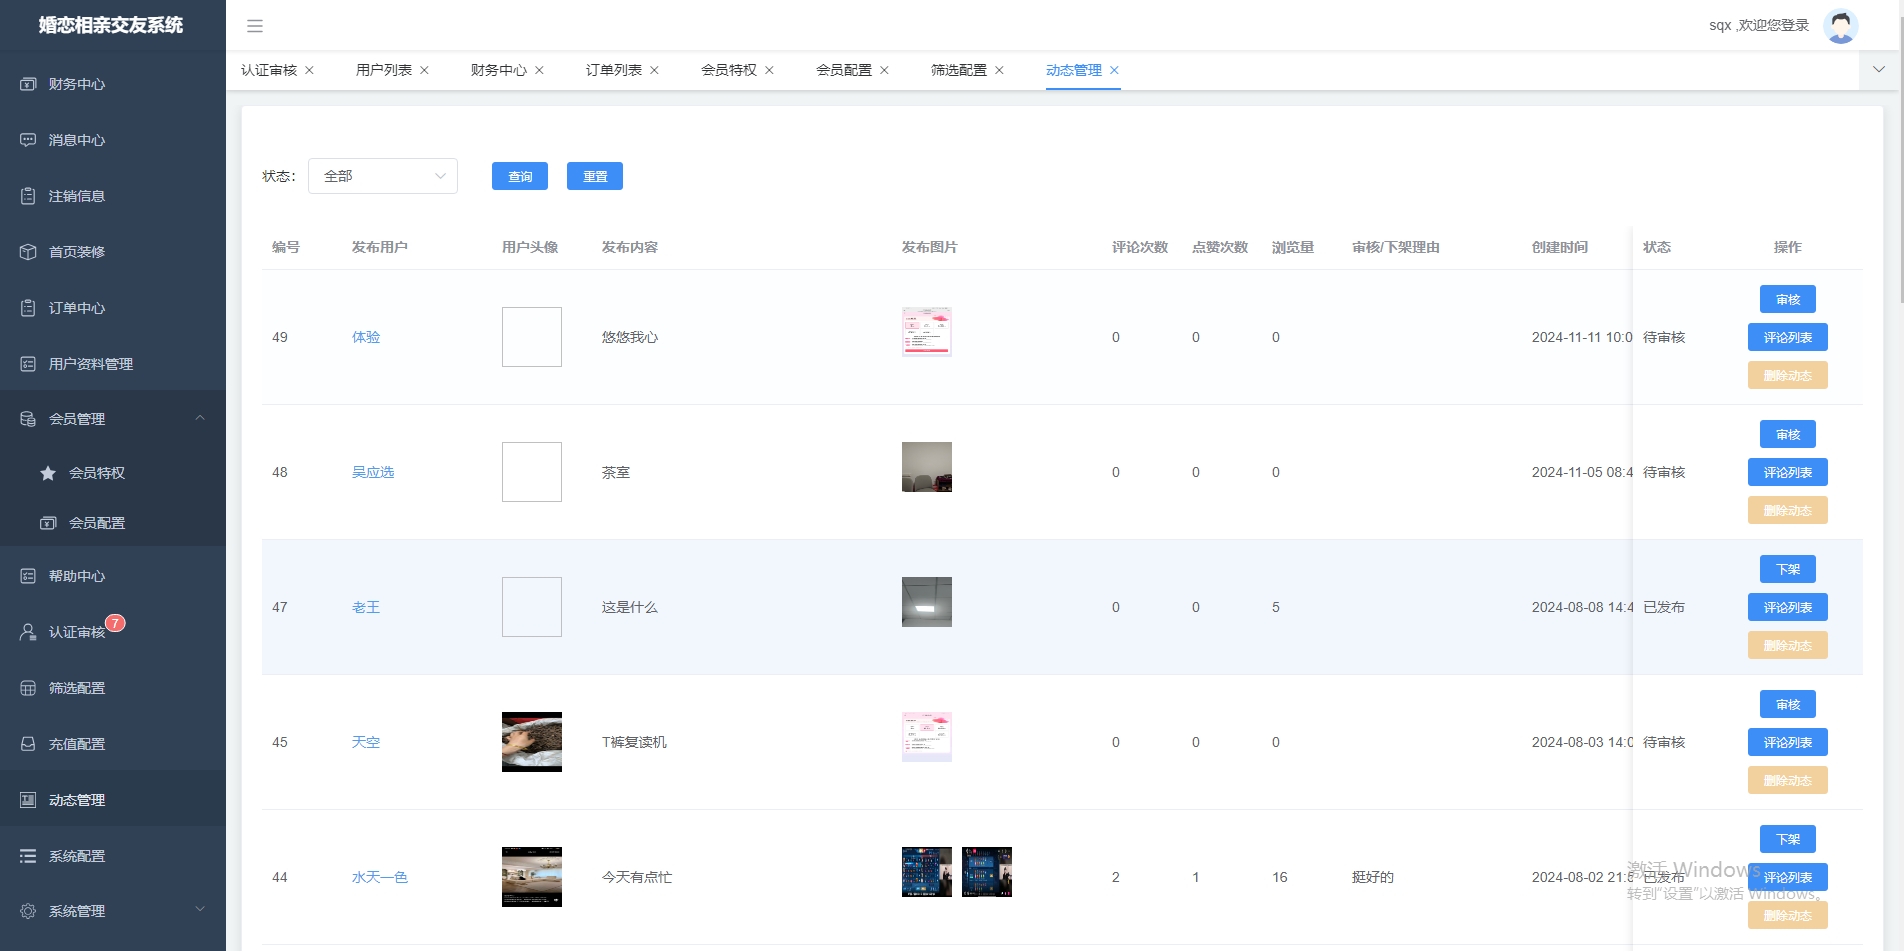 婚恋相亲交友系统
sqx ,欢迎您登录
认证审核 用户列表 财务中心 订单列表 会员特权 会员配置 筛选配置 动态管理
财务中心
消息中心
注销信息
首页装修
订单中心
用户资料管理
会员管理
会员特权
会员配置
帮助中心
认证审核 7
筛选配置
充值配置
动态管理
系统配置
系统管理
状态: 全部 查询 重置
编号 发布用户 用户头像 发布内容 发布图片 评论次数 点赞次数 浏览量 审核/下架理由 创建时间 状态 操作
49 体验 悠悠我心 0 0 0 2024-11-11 10:0 待审核
审核
评论列表
删除动态
48 吴应选 茶室 0 0 0 2024-11-05 08:4 待审核
审核
评论列表
删除动态
47 老王 这是什么 0 0 5 2024-08-08 14:4 已发布
下架
评论列表
删除动态
45 天空 T裤复读机 0 0 0 2024-08-03 14:0 待审核
审核
评论列表
删除动态
44 水天一色 今天有点忙 2 1 16 挺好的 2024-08-02 21: 已发布
下架
评论列表
删除动态
激活 Windows
转到“设置”以激活 Windows。